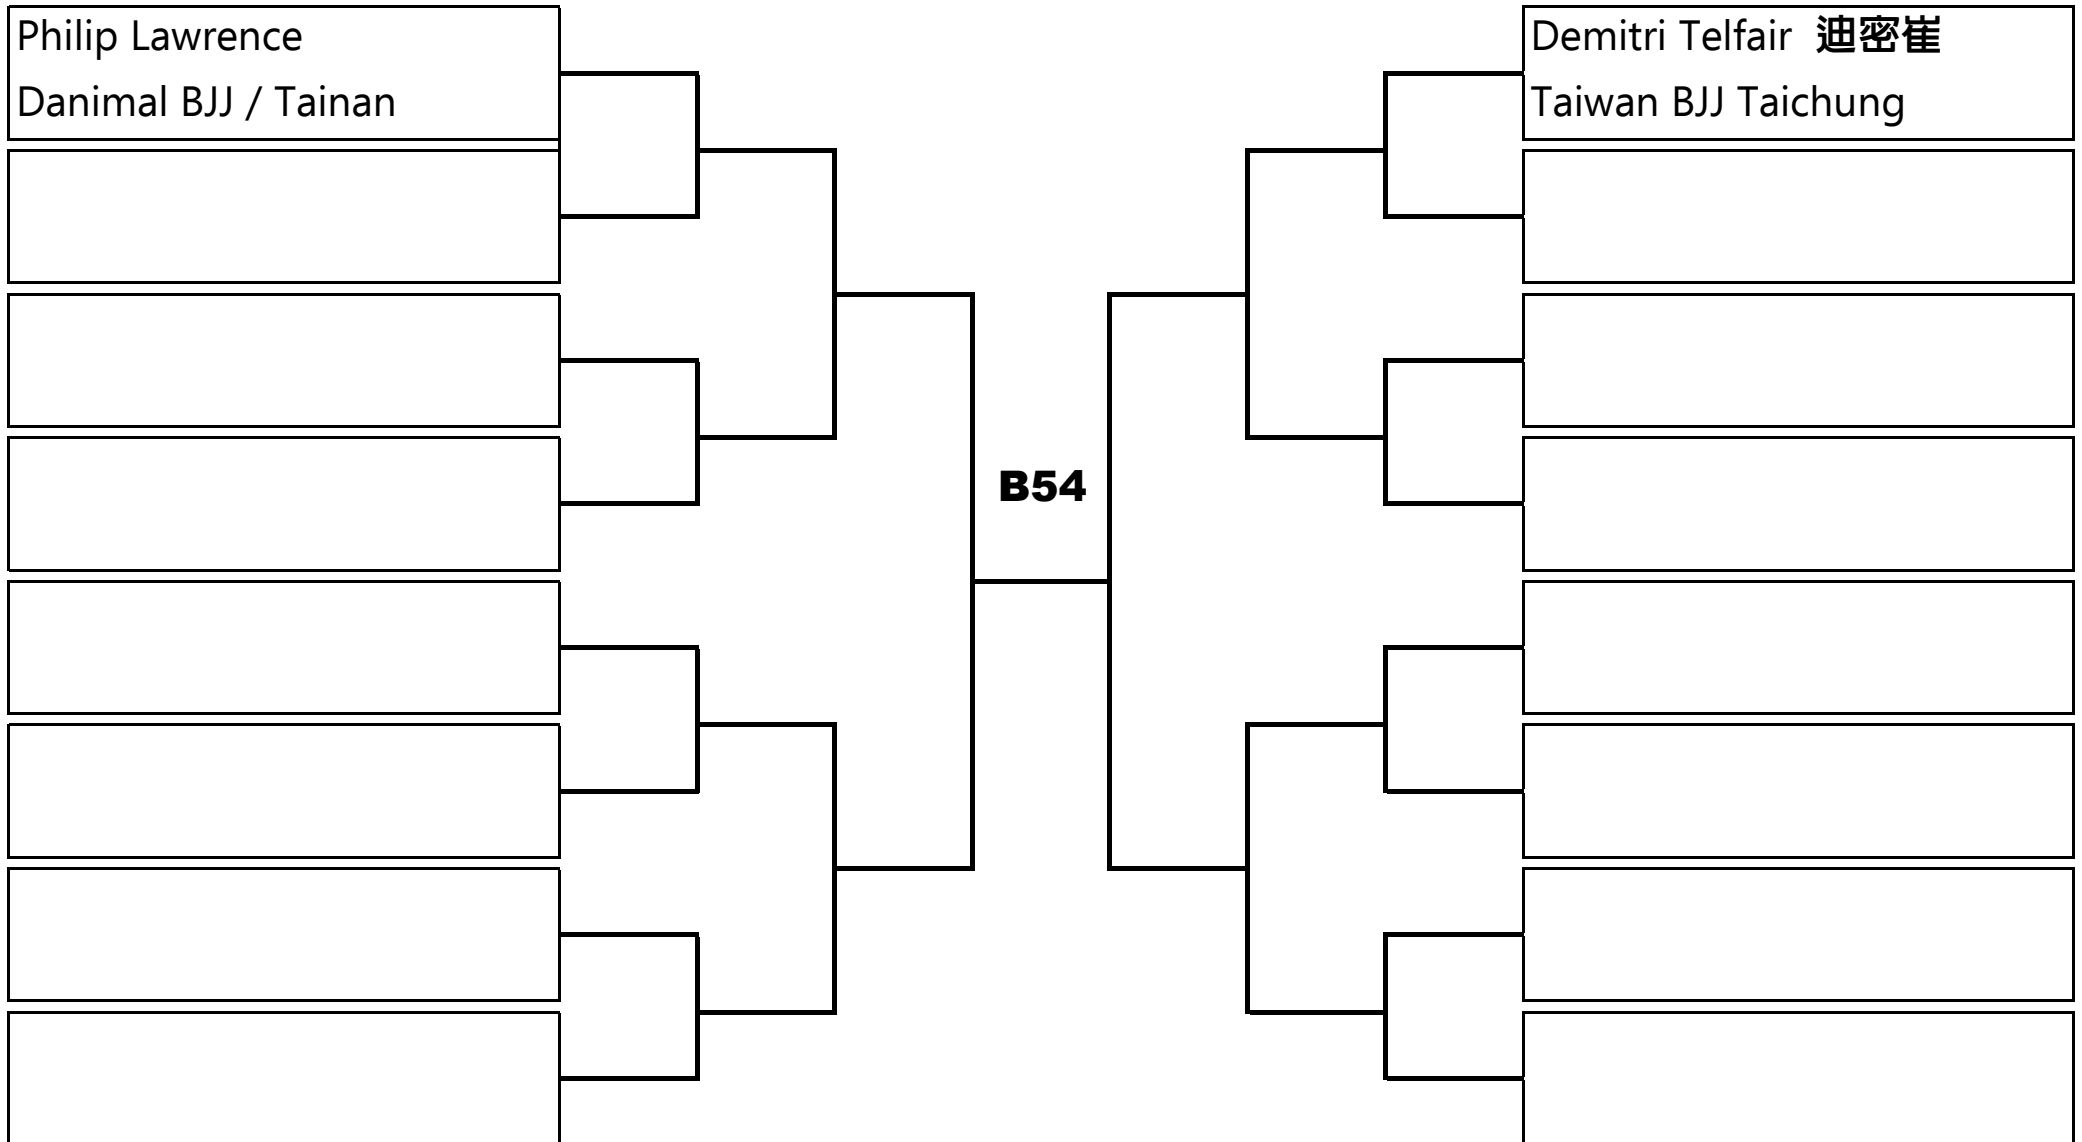 Philip Lawrence
Danimal BJJ / Tainan
Demitri Telfair 迪密崔
Taiwan BJJ Taichung
B54